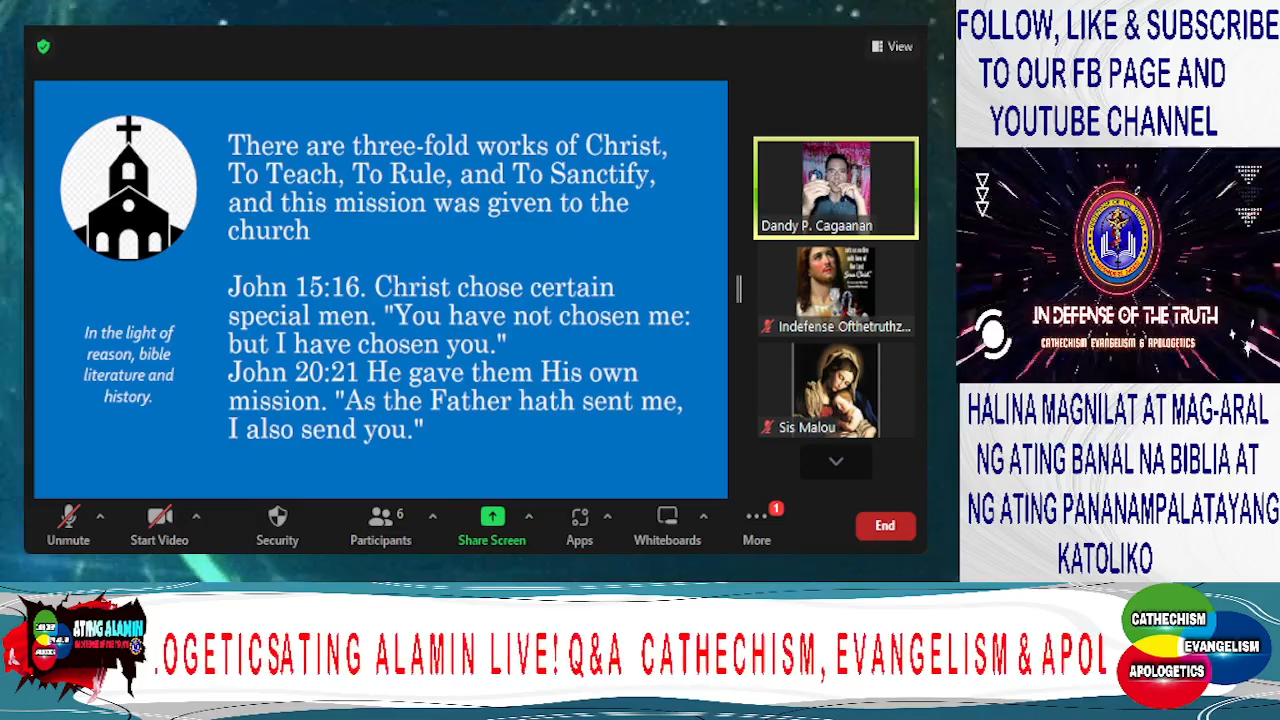 View
There are three-fold works of Christ,
To Teach, To Rule, and To Sanctify,
and this mission was given to the
church
John 15:16. Christ chose certain
special men. "You have not chosen me:
but I have chosen you."
John 20:21 He gave them His own
mission. "As the Father hath sent me,
I also send you."
In the light of
reason, bible
literature and
history.
Dandy P. Cagaanan
Indefense Ofthetruthz...
Sis Malou
Unmute
Start Video
Security
6
Participants
Share Screen
Apps
Whiteboards
1
More
End
FOLLOW, LIKE & SUBSCRIBE
TO OUR FB PAGE AND
YOUTUBE CHANNEL
IN DEFENSE OF THE TRUTH
CATHECHISM EVANGELISM & APOLOGETICS
HALINA MAGNILAT AT MAG-ARAL
NG ATING BANAL NA BIBLIA AT
NG ATING PANANAMPALATAYANG
KATOLIKO
ATING ALAMIN
.OGETICSATING ALAMIN LIVE! Q&A CATHECHISM, EVANGELISM & APOL
CATHECHISM
EVANGELISM
APOLOGETICS